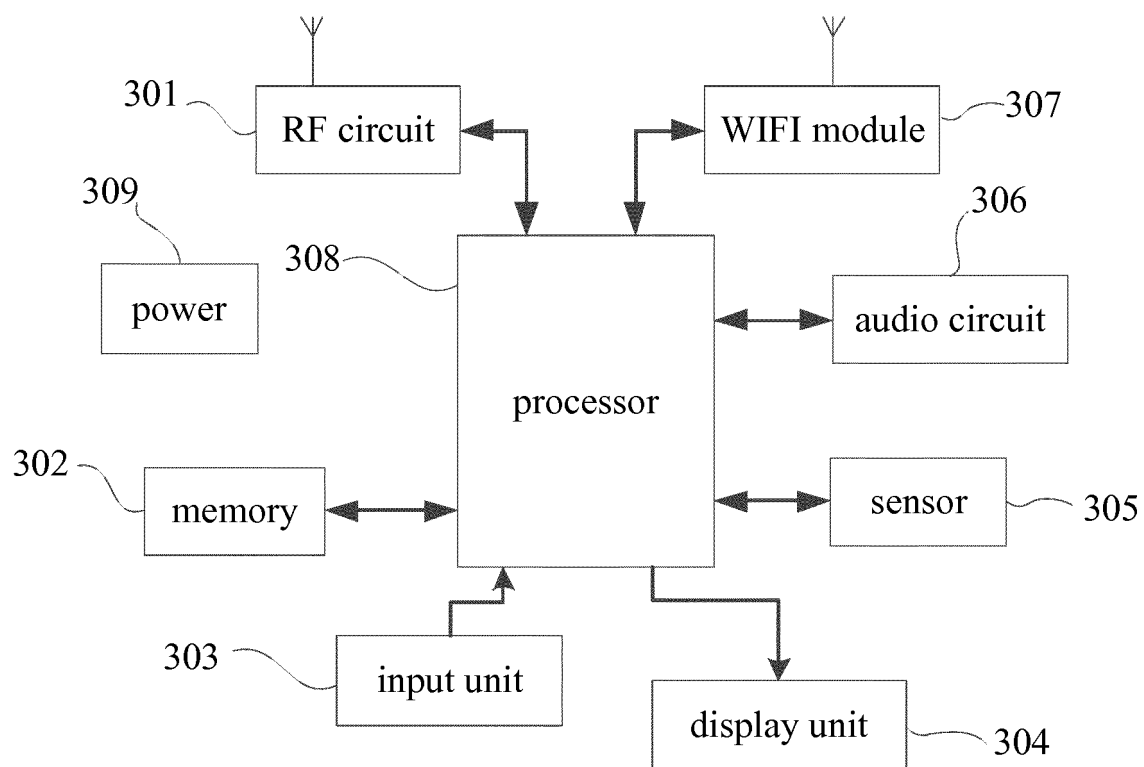 301
RF circuit
WIFI module
307
309
power
308
306
audio circuit
processor
302
memory
sensor
305
303
input unit
display unit
304